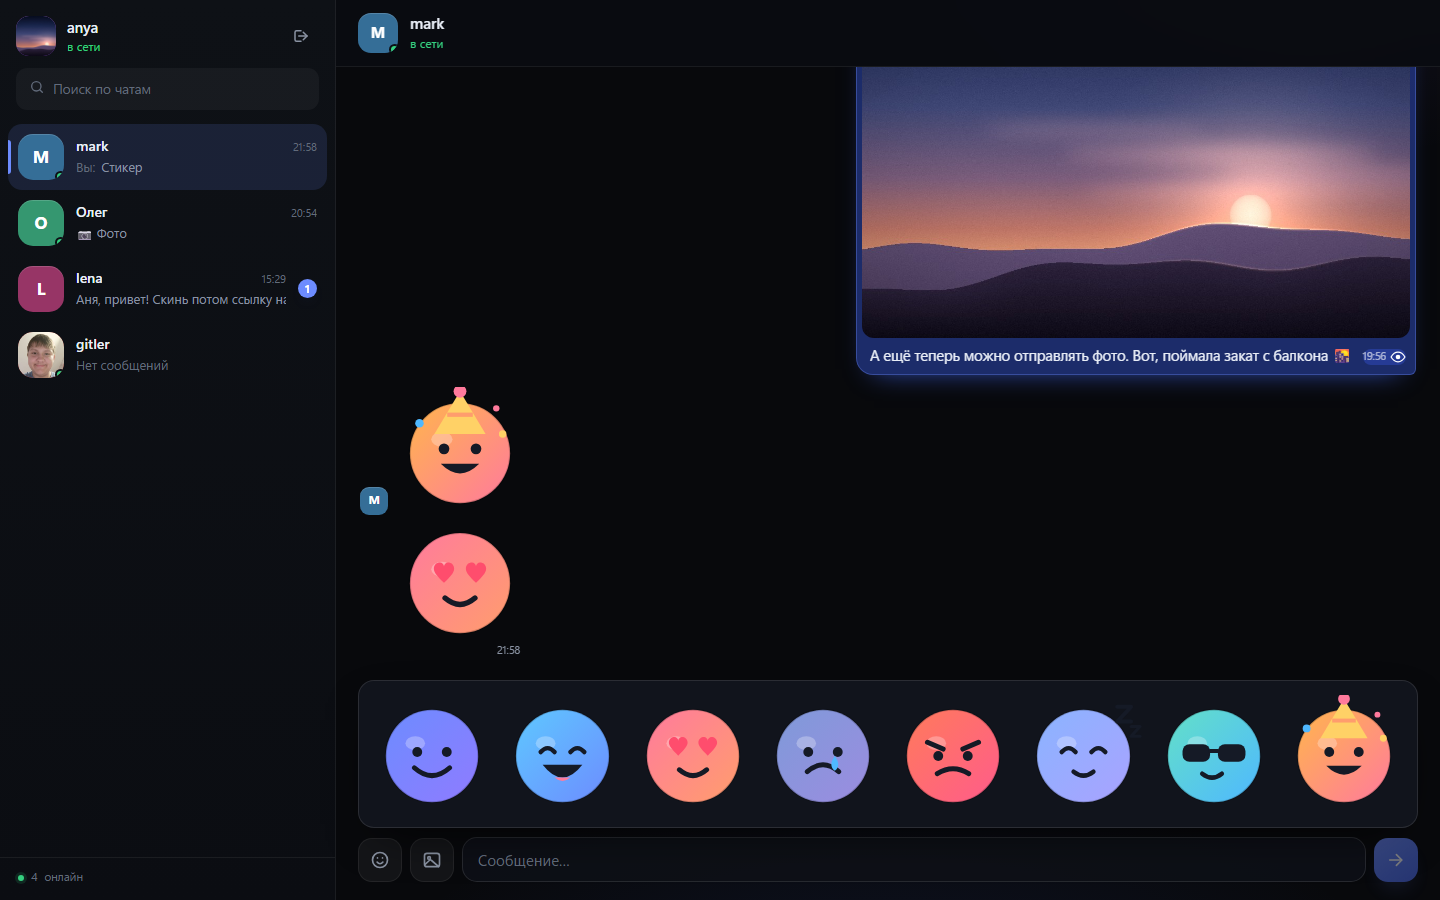 anya
в сети
Поиск по чатам
M
mark
21:58
Вы: Стикер
О
Олег
20:54
Фото
L
lena
15:29
Аня, привет! Скинь потом ссылку на
1
gitler
Нет сообщений
4 онлайн
M
mark
в сети
А ещё теперь можно отправлять фото. Вот, поймала закат с балкона
19:56
M
21:58
Z
Z
Сообщение...